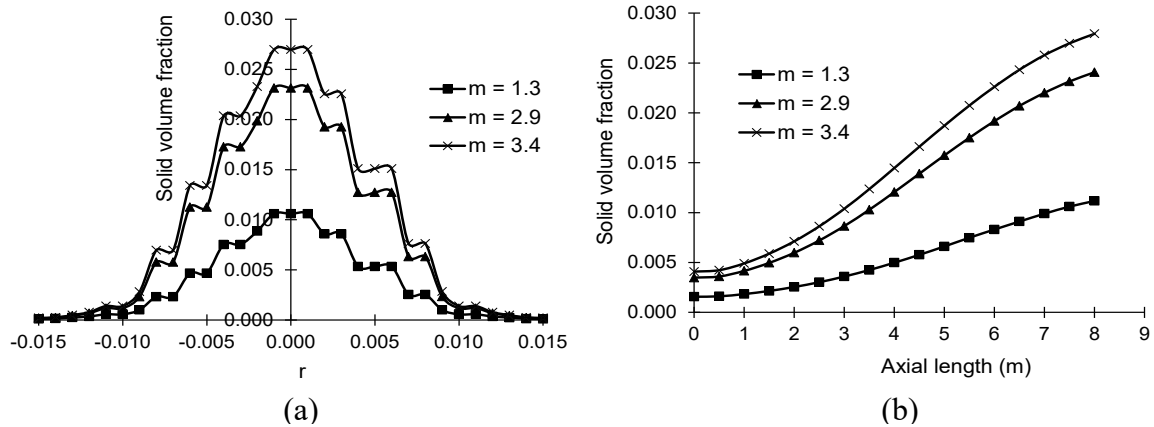 0.030
0.025
0.020
0.015
0.010
0.005
0.000
Solid volume fraction
m = 1.3
m = 2.9
m = 3.4
-0.015 -0.010 -0.005 0.000 0.005 0.010 0.015
r
(a)
0.030
0.025
0.020
0.015
0.010
0.005
0.000
Solid volume fraction
m = 1.3
m = 2.9
m = 3.4
0 1 2 3 4 5 6 7 8 9
Axial length (m)
(b)